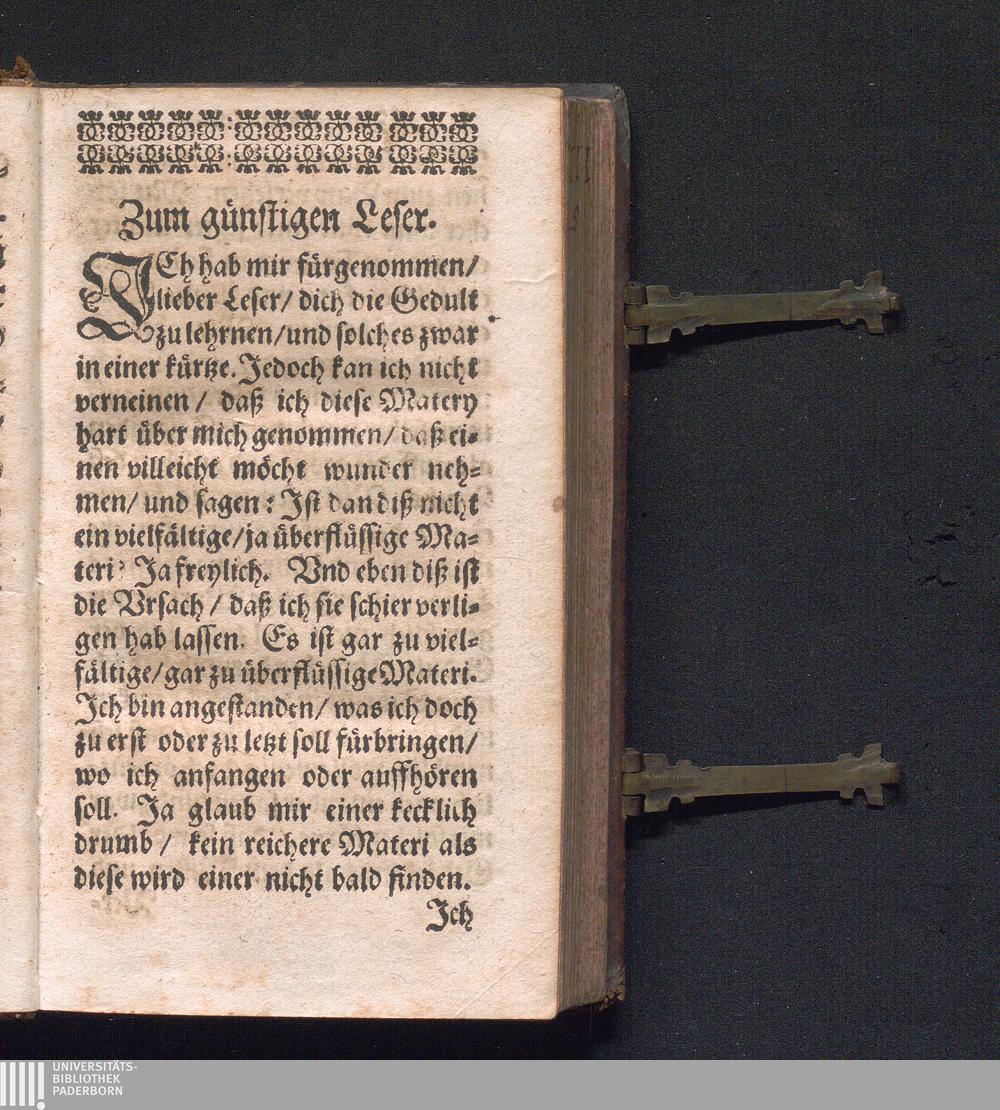 Zum günstigen Leser.
ICh hab mir fürgenommen/
lieber Leser/ dich die Gedult
zu lehrnen/ und solches zwar
in einer kürtze. Jedoch kan ich nicht
verneinen / daß ich diese Matery
hart über mich genommen/ daß ei-
nen villeicht möcht wunder neh-
men/ und sagen: Ist dan diß nicht
ein vielfältige/ ja überflüssige Ma-
teri? Ja freylich. Vnd eben diß ist
die Vrsach / daß ich sie schier verli-
gen hab lassen. Es ist gar zu viel-
fältige/ gar zu überflüssige Materi.
Ich bin angestanden/ was ich doch
zu erst oder zu letzt soll fürbringen/
wo ich anfangen oder auffhören
soll. Ja glaub mir einer kecklich
drumb / kein reichere Materi als
diese wird einer nicht bald finden.
Ich
UNIVERSITÄTS-
BIBLIOTHEK
PADERBORN